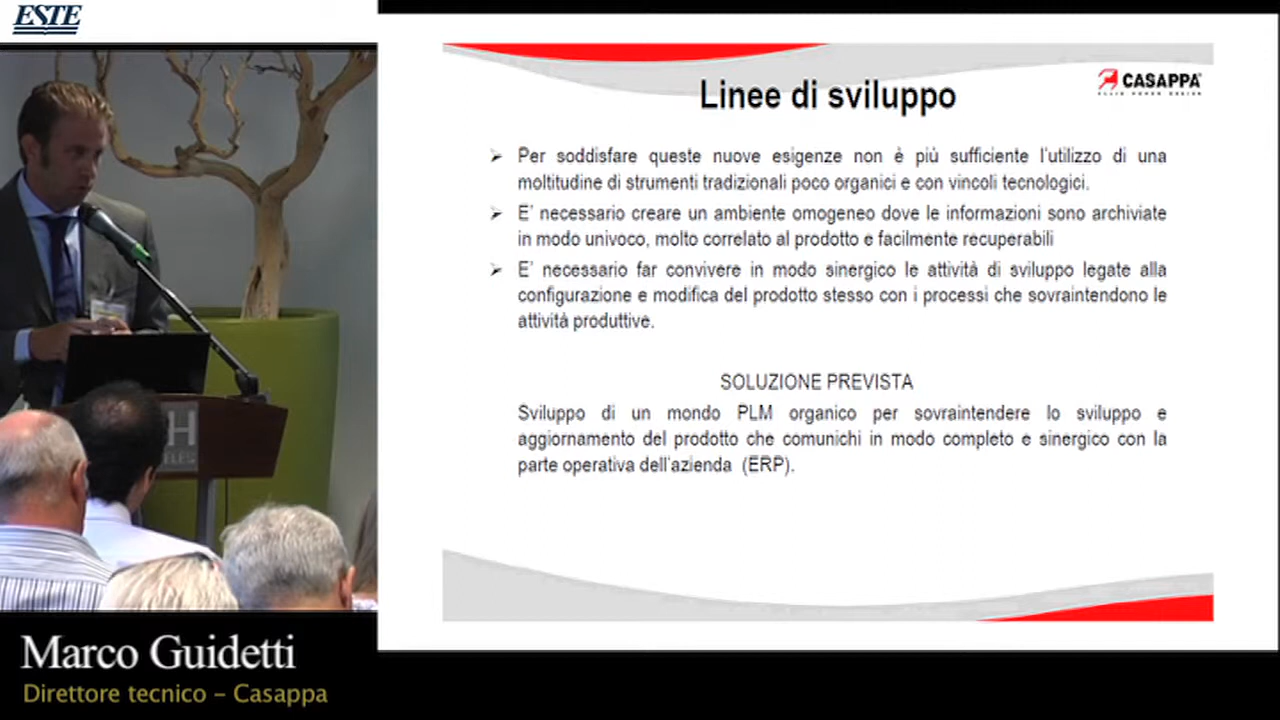 ESTE
Linee di sviluppo
CASAPPA
FLUID POWER DESIGN
➢ Per soddisfare queste nuove esigenze non è più sufficiente l'utilizzo di una
moltitudine di strumenti tradizionali poco organici e con vincoli tecnologici.
➢ E' necessario creare un ambiente omogeneo dove le informazioni sono archiviate
in modo univoco, molto correlato al prodotto e facilmente recuperabili
➢ E' necessario far convivere in modo sinergico le attività di sviluppo legate alla
configurazione e modifica del prodotto stesso con i processi che sovraintendono le
attività produttive.
SOLUZIONE PREVISTA
Sviluppo di un mondo PLM organico per sovraintendere lo sviluppo e
aggiornamento del prodotto che comunichi in modo completo e sinergico con la
parte operativa dell'azienda (ERP).
H
Marco Guidetti
Direttore tecnico – Casappa